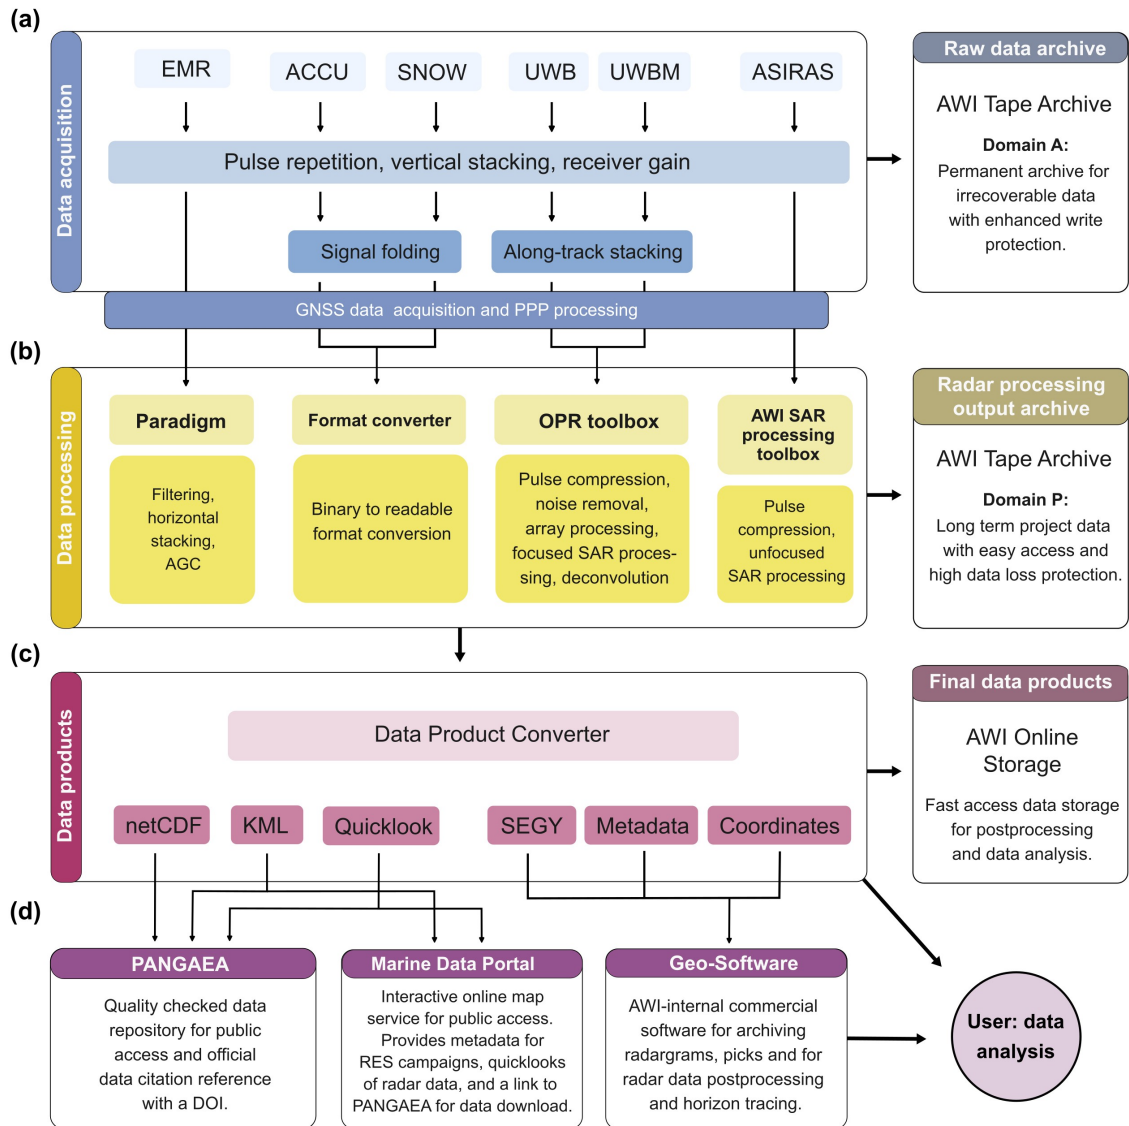 (a)
Data acquisition
EMR
ACCU
SNOW
UWB
UWBM
ASIRAS
Pulse repetition, vertical stacking, receiver gain
Signal folding
Along-track stacking
GNSS data acquisition and PPP processing
Raw data archive
AWI Tape Archive
Domain A:
Permanent archive for
irrecoverable data
with enhanced write
protection.
(b)
Data processing
Paradigm
Filtering,
horizontal
stacking,
AGC
Format converter
Binary to readable
format conversion
OPR toolbox
Pulse compression,
noise removal,
array processing,
focused SAR proces-
sing, deconvolution
AWI SAR
processing
toolbox
Pulse
compression,
unfocused
SAR processing
Radar processing
output archive
AWI Tape Archive
Domain P:
Long term project data
with easy access and
high data loss protection.
(c)
Data products
Data Product Converter
netCDF
KML
Quicklook
SEGY
Metadata
Coordinates
Final data products
AWI Online
Storage
Fast access data storage
for postprocessing
and data analysis.
(d)
PANGAEA
Quality checked data
repository for public
access and official
data citation reference
with a DOI.
Marine Data Portal
Interactive online map
service for public access.
Provides metadata for
RES campaigns, quicklooks
of radar data, and a link to
PANGAEA for data download.
Geo-Software
AWI-internal commercial
software for archiving
radargrams, picks and for
radar data postprocessing
and horizon tracing.
User: data
analysis